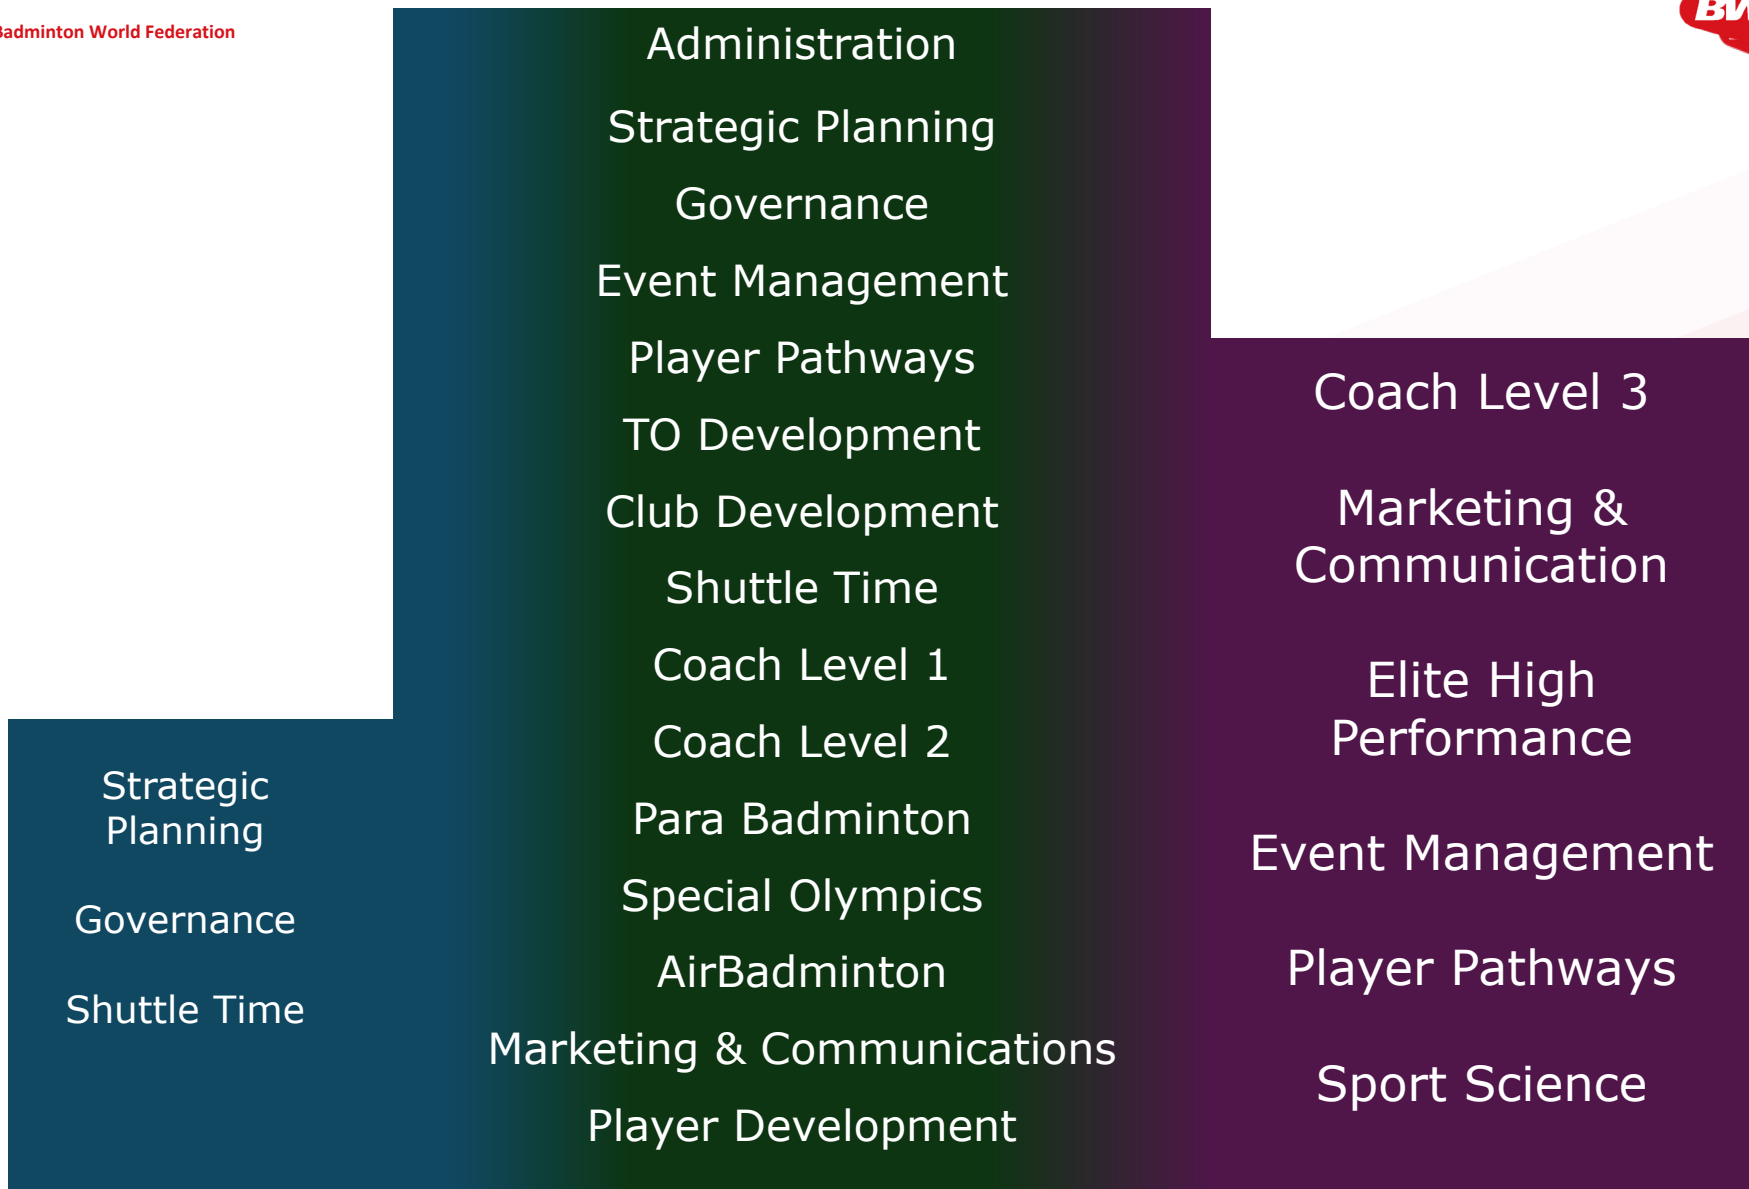 Badminton World Federation
Administration
Strategic Planning
Governance
Event Management
Player Pathways
TO Development
Club Development
Shuttle Time
Coach Level 1
Coach Level 2
Para Badminton
Special Olympics
AirBadminton
Marketing & Communications
Player Development
Strategic
Planning
Governance
Shuttle Time
Coach Level 3
Marketing &
Communication
Elite High
Performance
Event Management
Player Pathways
Sport Science